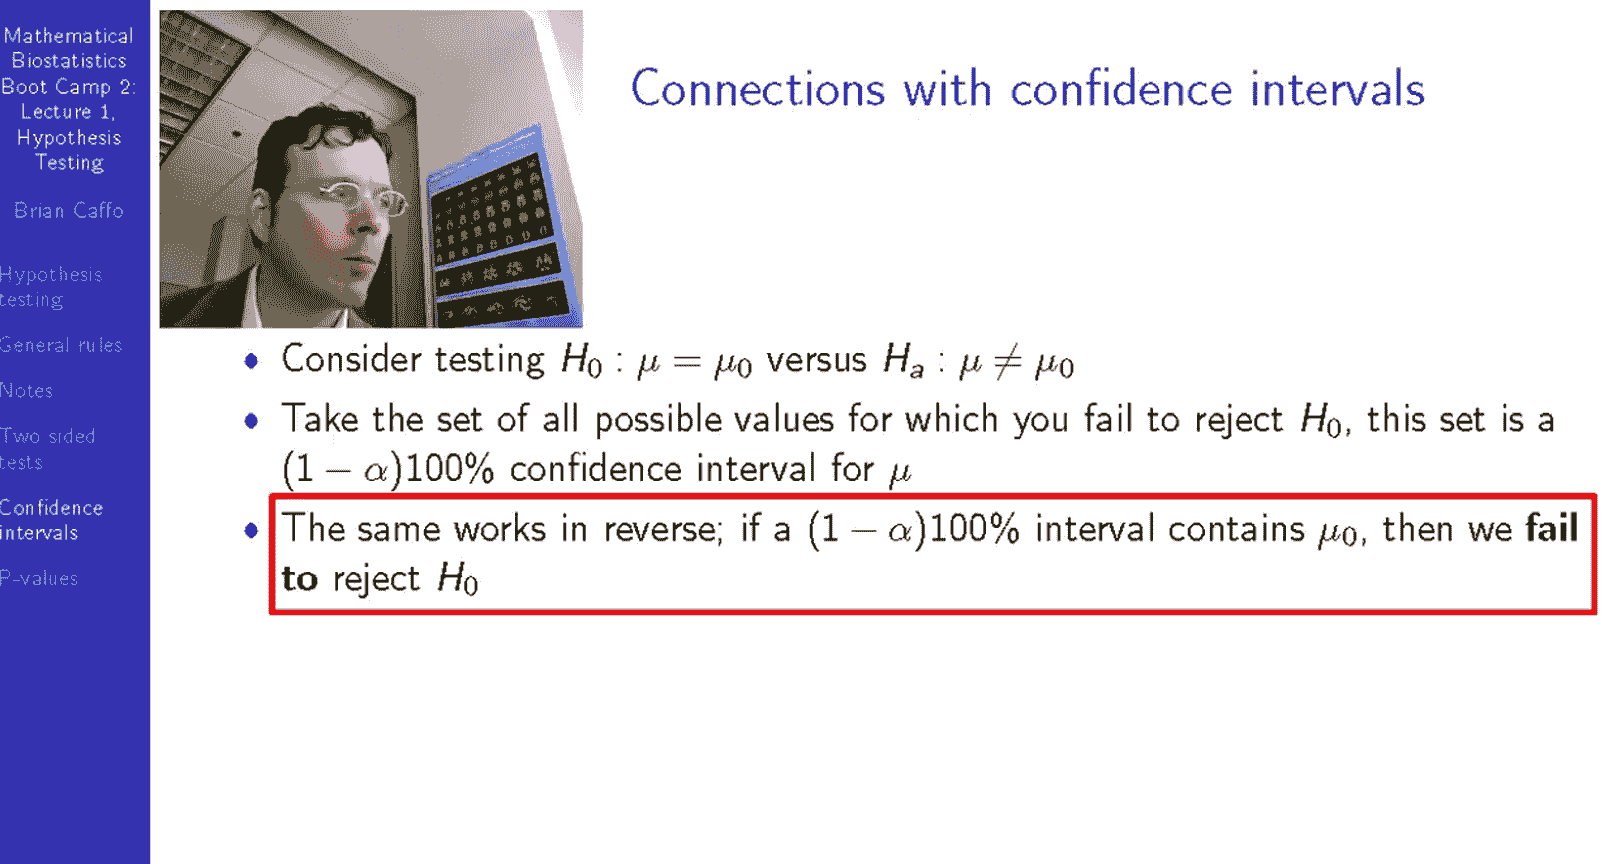 Mathematical
Biostatistics
Boot Camp 2:
Lecture 1,
Hypothesis
Testing
Brian Caffo
Hypothesis
testing
General rules
Notes
Two sided
tests
Confidence
intervals
P-values
Connections with confidence intervals
• Consider testing H₀ : μ = μ₀ versus Hₐ : μ ≠ μ₀
• Take the set of all possible values for which you fail to reject H₀, this set is a
(1 − α)100% confidence interval for μ
• The same works in reverse; if a (1 − α)100% interval contains μ₀, then we fail
to reject H₀